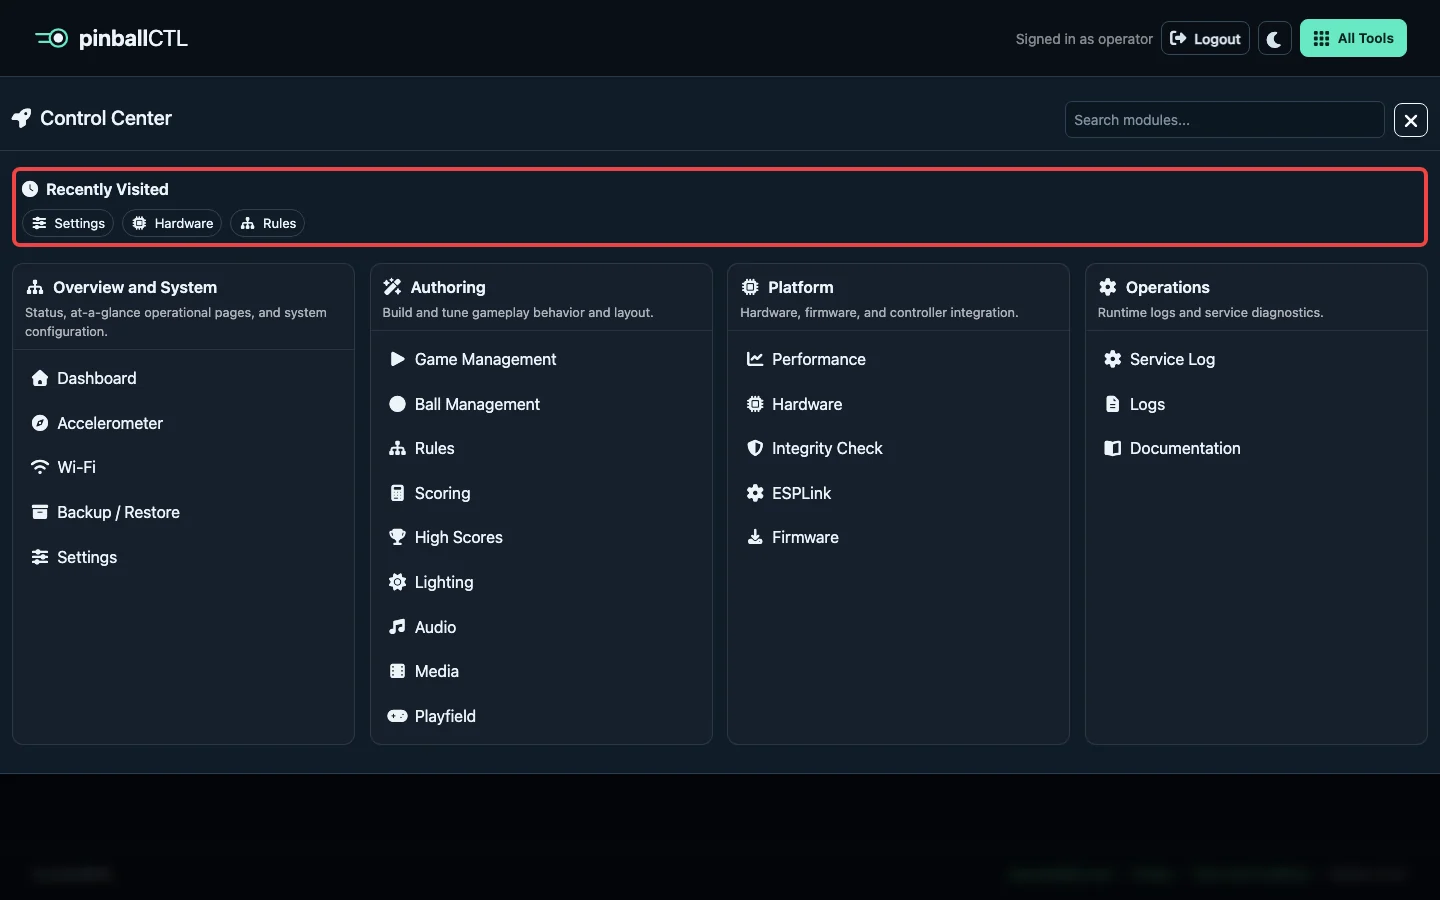 pinballCTL
Signed in as operator
Logout
All Tools
Control Center
Search modules...
Recently Visited
Settings
Hardware
Rules
Overview and System
Status, at-a-glance operational pages, and system
configuration.
Dashboard
Accelerometer
Wi-Fi
Backup / Restore
Settings
Authoring
Build and tune gameplay behavior and layout.
Game Management
Ball Management
Rules
Scoring
High Scores
Lighting
Audio
Media
Playfield
Platform
Hardware, firmware, and controller integration.
Performance
Hardware
Integrity Check
ESPLink
Firmware
Operations
Runtime logs and service diagnostics.
Service Log
Logs
Documentation